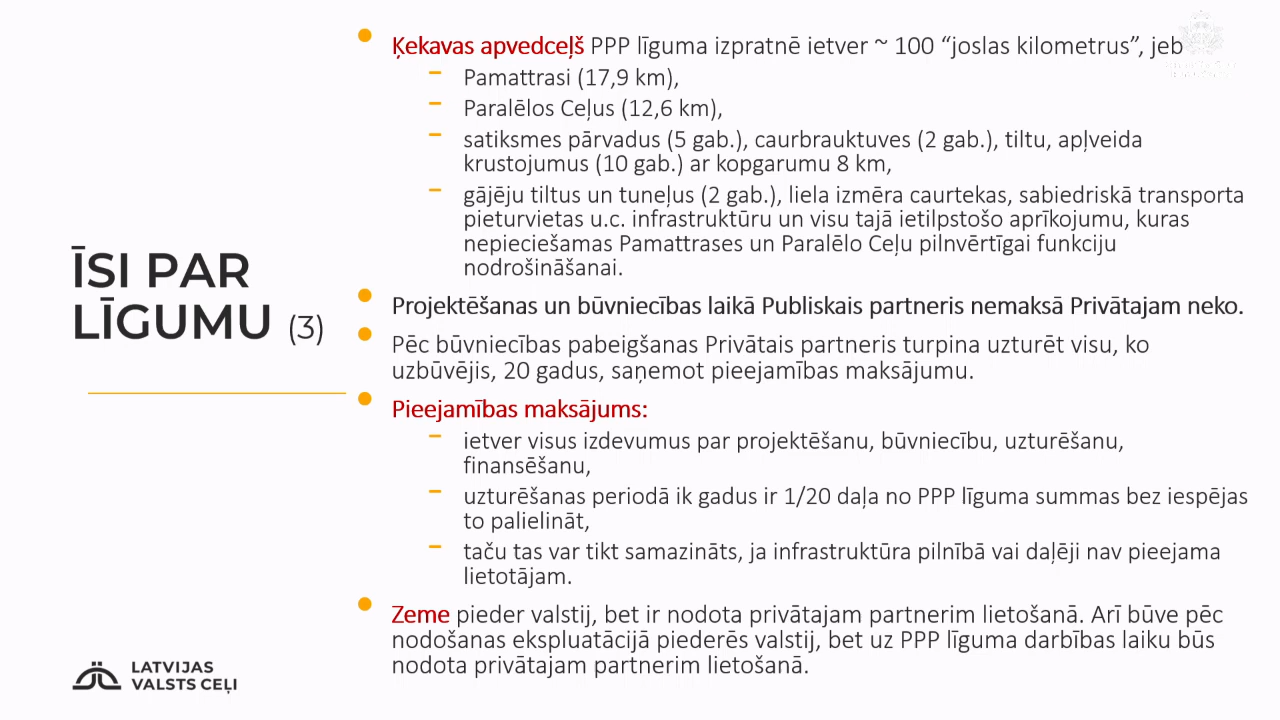 ĪSI PAR
LĪGUMU (3)
• Ķekavas apvedceļš PPP līguma izpratnē ietver ~ 100 “joslas kilometrus”, jeb
– Pamattrasi (17,9 km),
– Paralēlos Ceļus (12,6 km),
– satiksmes pārvadus (5 gab.), caurbrauktuves (2 gab.), tiltu, apļveida
krustojumus (10 gab.) ar kopgarumu 8 km,
– gājēju tiltus un tuneļus (2 gab.), liela izmēra caurtekas, sabiedriskā transporta
pieturvietas u.c. infrastruktūru un visu tajā ietilpstošo aprīkojumu, kuras
nepieciešamas Pamattrases un Paralēlo Ceļu pilnvērtīgai funkciju
nodrošināšanai.
• Projektēšanas un būvniecības laikā Publiskais partneris nemaksā Privātajam neko.
• Pēc būvniecības pabeigšanas Privātais partneris turpina uzturēt visu, ko
uzbūvējis, 20 gadus, saņemot pieejamības maksājumu.
• Pieejamības maksājums:
– ietver visus izdevumus par projektēšanu, būvniecību, uzturēšanu,
finansēšanu,
– uzturēšanas periodā ik gadus ir 1/20 daļa no PPP līguma summas bez iespējas
to palielināt,
– taču tas var tikt samazināts, ja infrastruktūra pilnībā vai daļēji nav pieejama
lietotājam.
• Zeme pieder valstij, bet ir nodota privātajam partnerim lietošanā. Arī būve pēc
nodošanas ekspluatācijā piederēs valstij, bet uz PPP līguma darbības laiku būs
nodota privātajam partnerim lietošanā.
LATVIJAS
VALSTS CEĻI